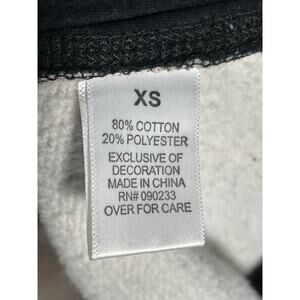 XS
80% COTTON
20% POLYESTER
EXCLUSIVE OF
DECORATION
MADE IN CHINA
RN# 090233
OVER FOR CARE